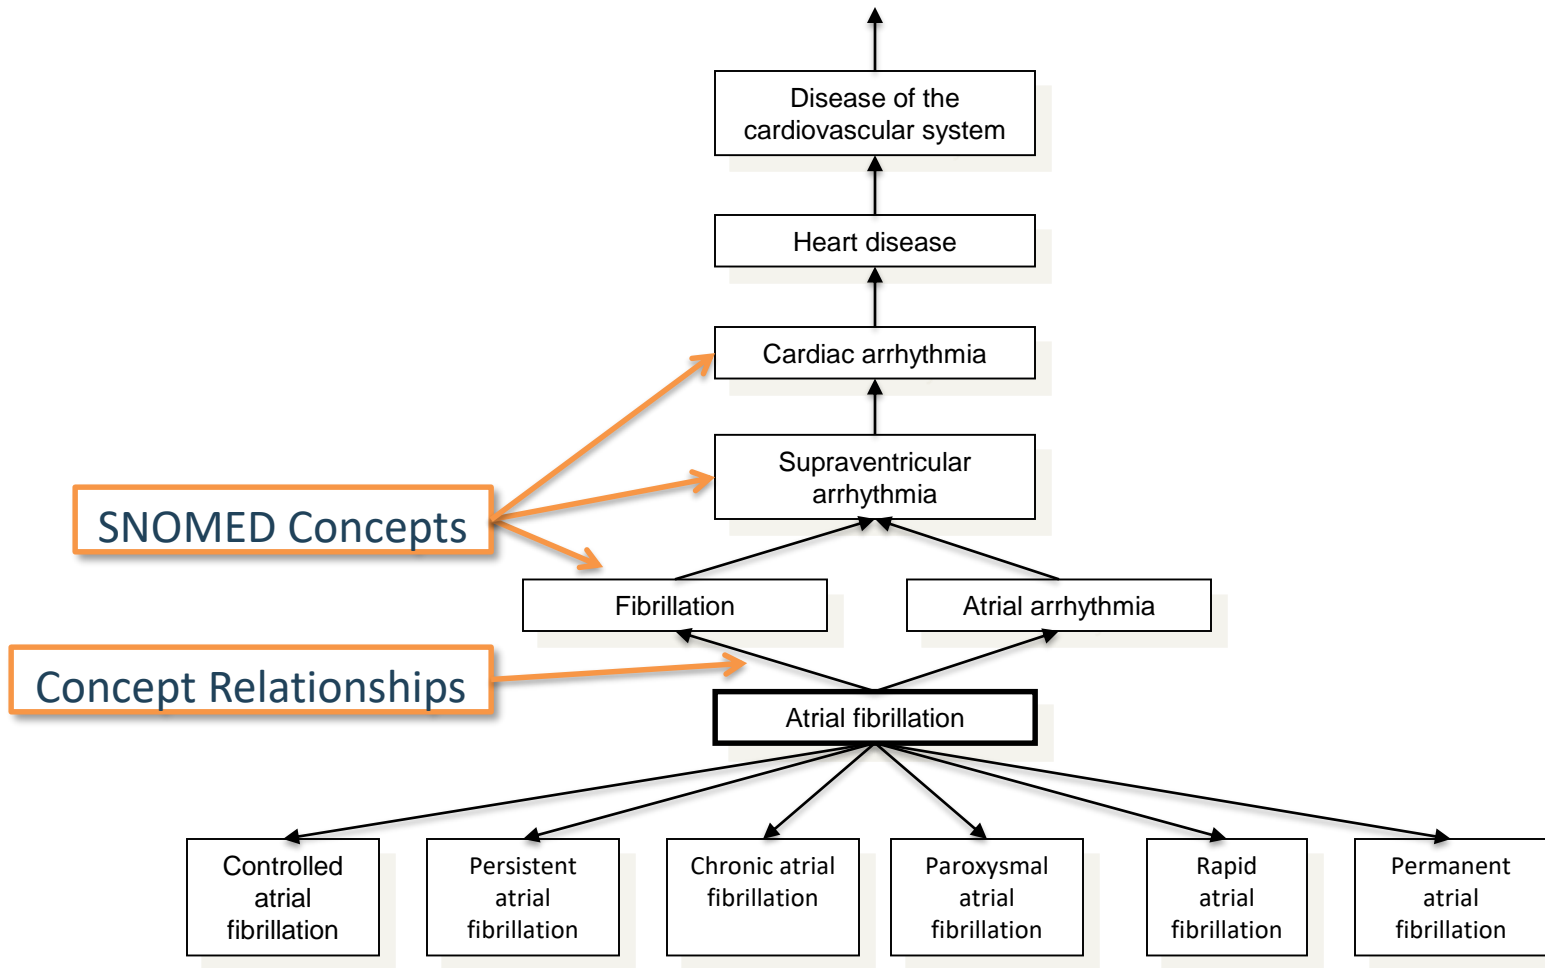 Disease of the
cardiovascular system
Heart disease
Cardiac arrhythmia
Supraventricular
arrhythmia
SNOMED Concepts
Fibrillation
Atrial arrhythmia
Concept Relationships
Atrial fibrillation
Controlled
atrial
fibrillation
Persistent
atrial
fibrillation
Chronic atrial
fibrillation
Paroxysmal
atrial
fibrillation
Rapid
atrial
fibrillation
Permanent
atrial
fibrillation